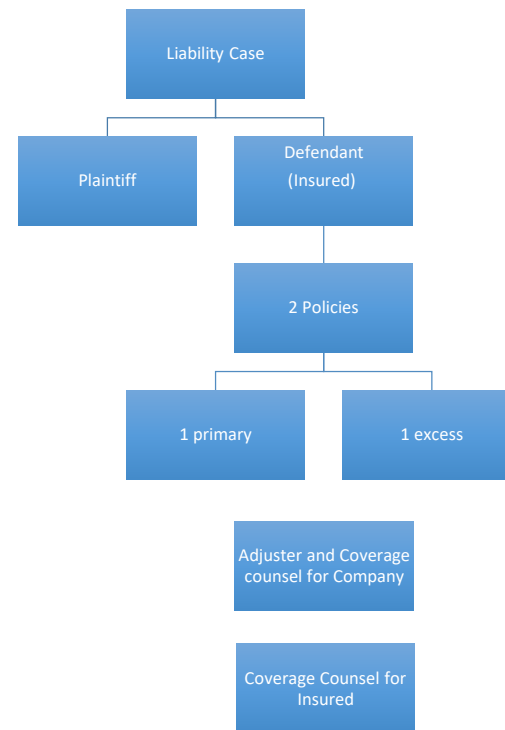 Liability Case
Plaintiff
Defendant
(Insured)
2 Policies
1 primary
1 excess
Adjuster and Coverage
counsel for Company
Coverage Counsel for
Insured